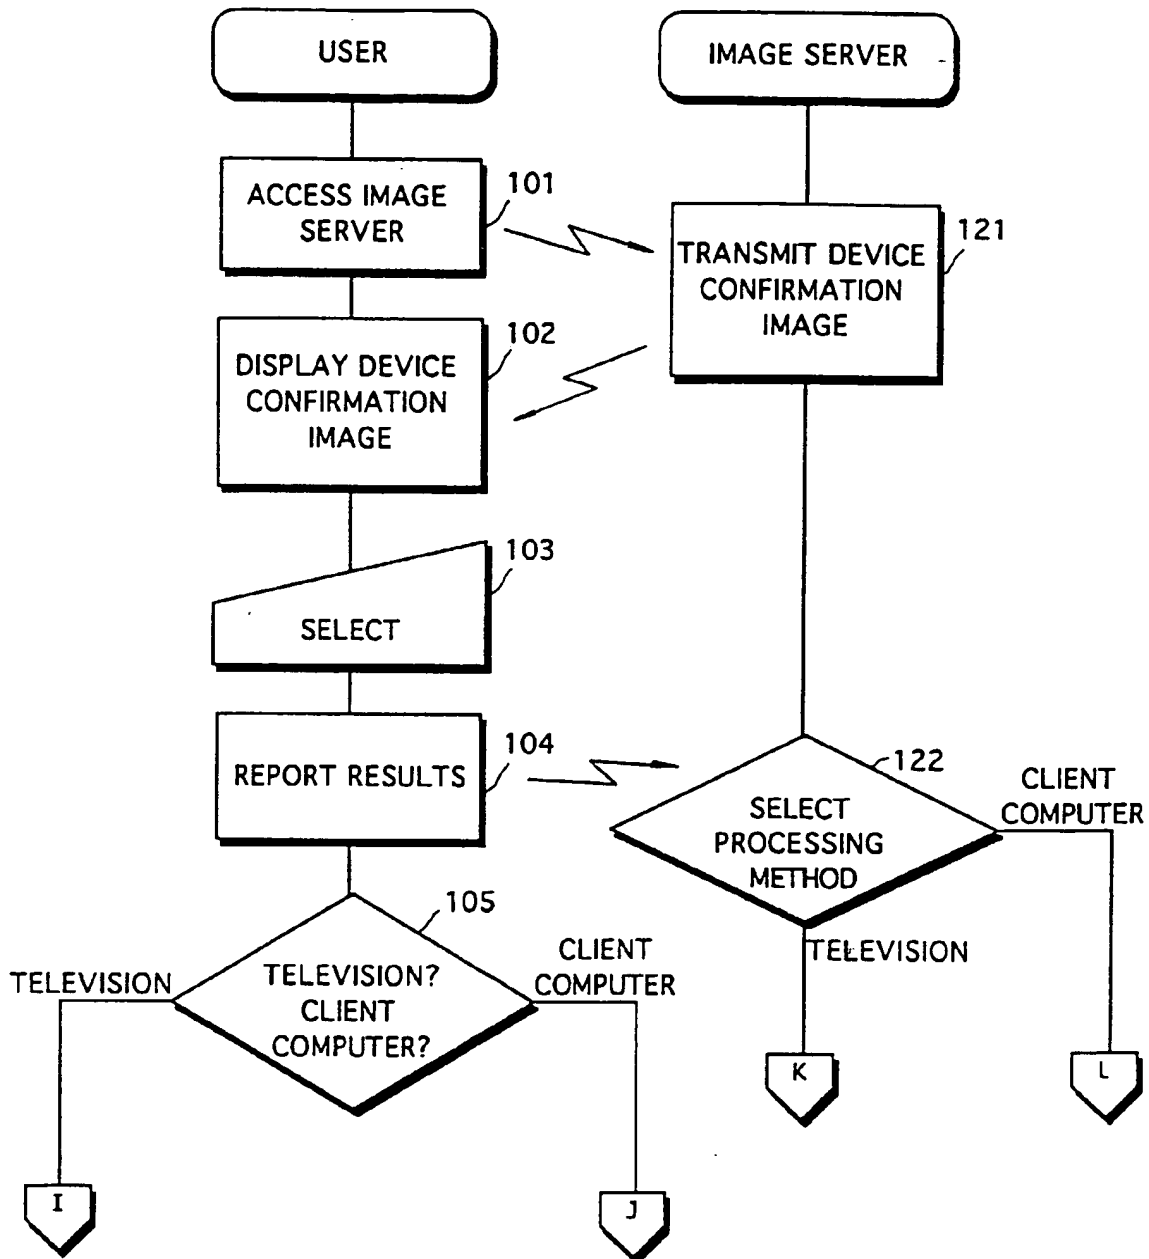 USER
IMAGE SERVER
ACCESS IMAGE
SERVER
101
TRANSMIT DEVICE
CONFIRMATION
IMAGE
121
DISPLAY DEVICE
CONFIRMATION
IMAGE
102
SELECT
103
REPORT RESULTS
104
SELECT
PROCESSING
METHOD
122
CLIENT
COMPUTER
TELEVISION
TELEVISION?
CLIENT
COMPUTER?
105
TELEVISION
CLIENT
COMPUTER
K
L
I
J